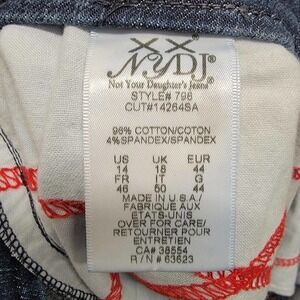 XX
NYDJ®
Not Your Daughter's Jeans®
STYLE# 798
CUT#14264SA
96% COTTON/COTON
4%SPANDEX/SPANDEX
US UK EUR
14 18 44
FR IT G
46 50 44
MADE IN U.S.A./
FABRIQUE AUX
ETATS-UNIS
OVER FOR CARE/
RETOURNER POUR
ENTRETIEN
CA# 38554
R/N# 63623